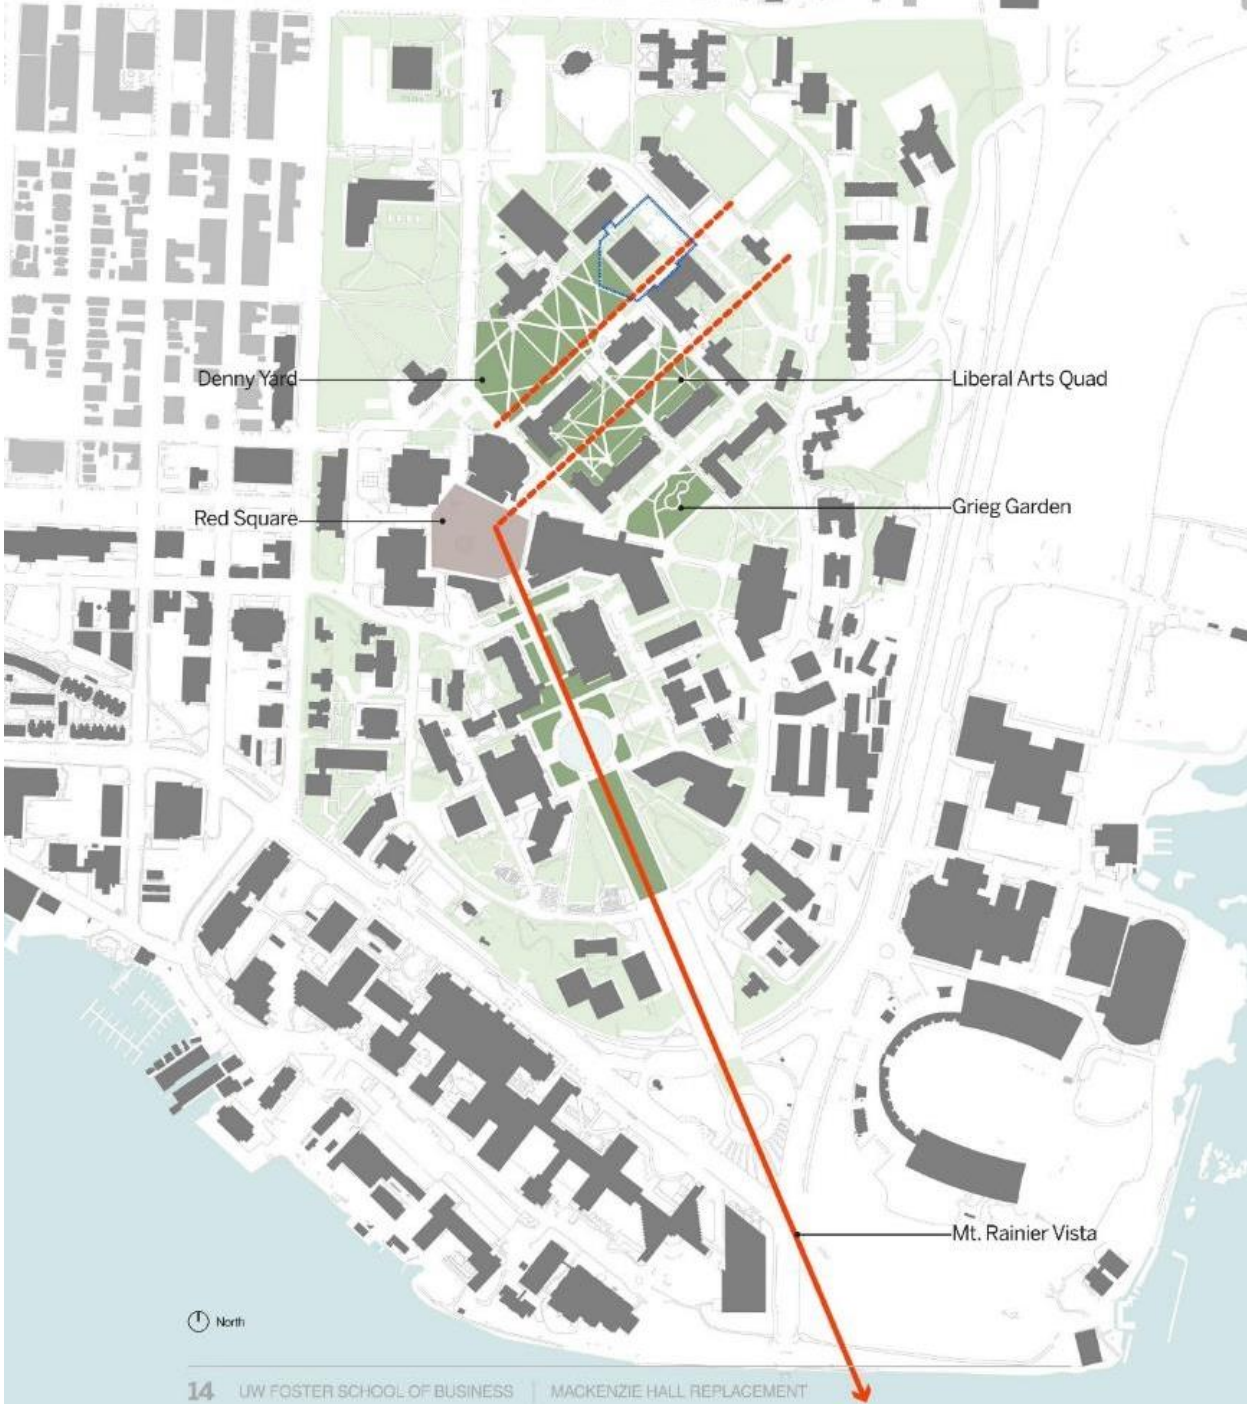 Denny Yard
Liberal Arts Quad
Red Square
Grieg Garden
Mt. Rainier Vista
North
14 UW FOSTER SCHOOL OF BUSINESS | MACKENZIE HALL REPLACEMENT